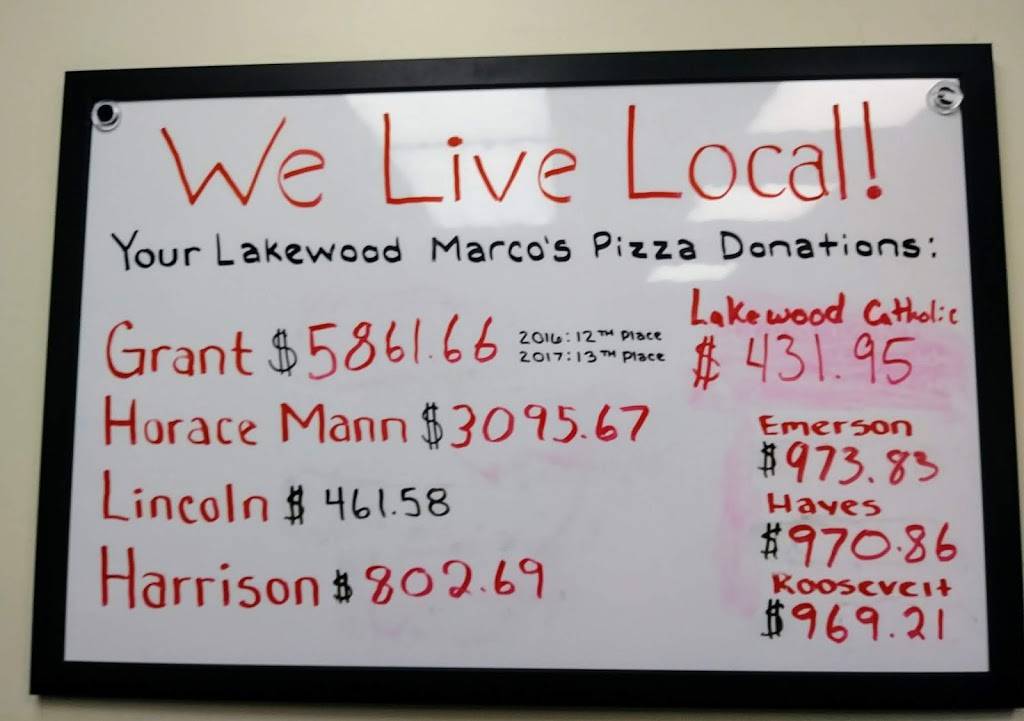 We Live Local!
Your Lakewood Marco's Pizza Donations:
Grant $5861.66
2016: 12TH Place
2017: 13TH Place
Horace Mann $3095.67
Lincoln $461.58
Harrison $802.69
Lakewood Catholic
$431.95
Emerson
$973.83
Hayes
$970.86
Roosevelt
$969.21